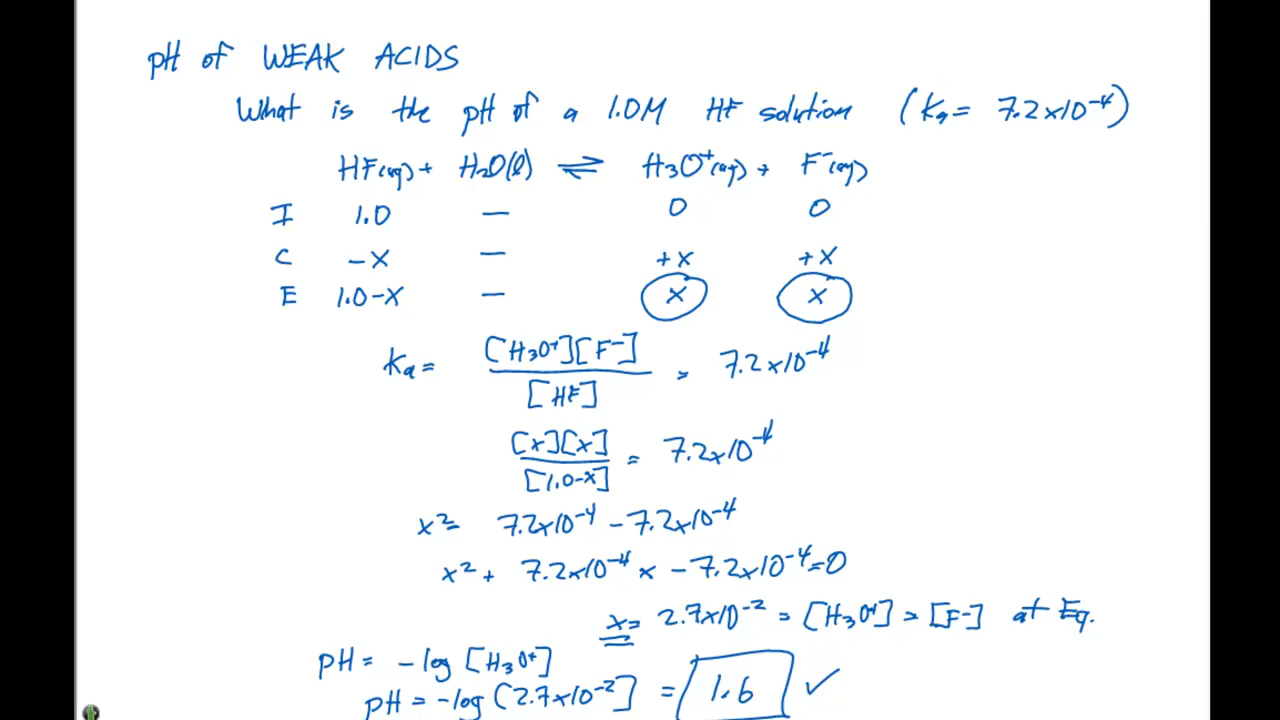 pH of WEAK ACIDS
What is the pH of a 1.0M HF solution (Ka = 7.2x10⁻⁴)
HF(aq) + H₂O(l) ⇌ H₃O⁺(aq) + F⁻(aq)
I 1.0 — 0 0
C -x — +x +x
E 1.0-x — x x
Ka = [H₃O⁺][F⁻] / [HF] = 7.2x10⁻⁴
[x][x] / [1.0-x] = 7.2x10⁻⁴
x² = 7.2x10⁻⁴ - 7.2x10⁻⁴
x² + 7.2x10⁻⁴ x - 7.2x10⁻⁴ = 0
x = 2.7x10⁻² = [H₃O⁺] = [F⁻] at Eq.
pH = -log [H₃O⁺]
pH = -log (2.7x10⁻²] = 1.6 ✓